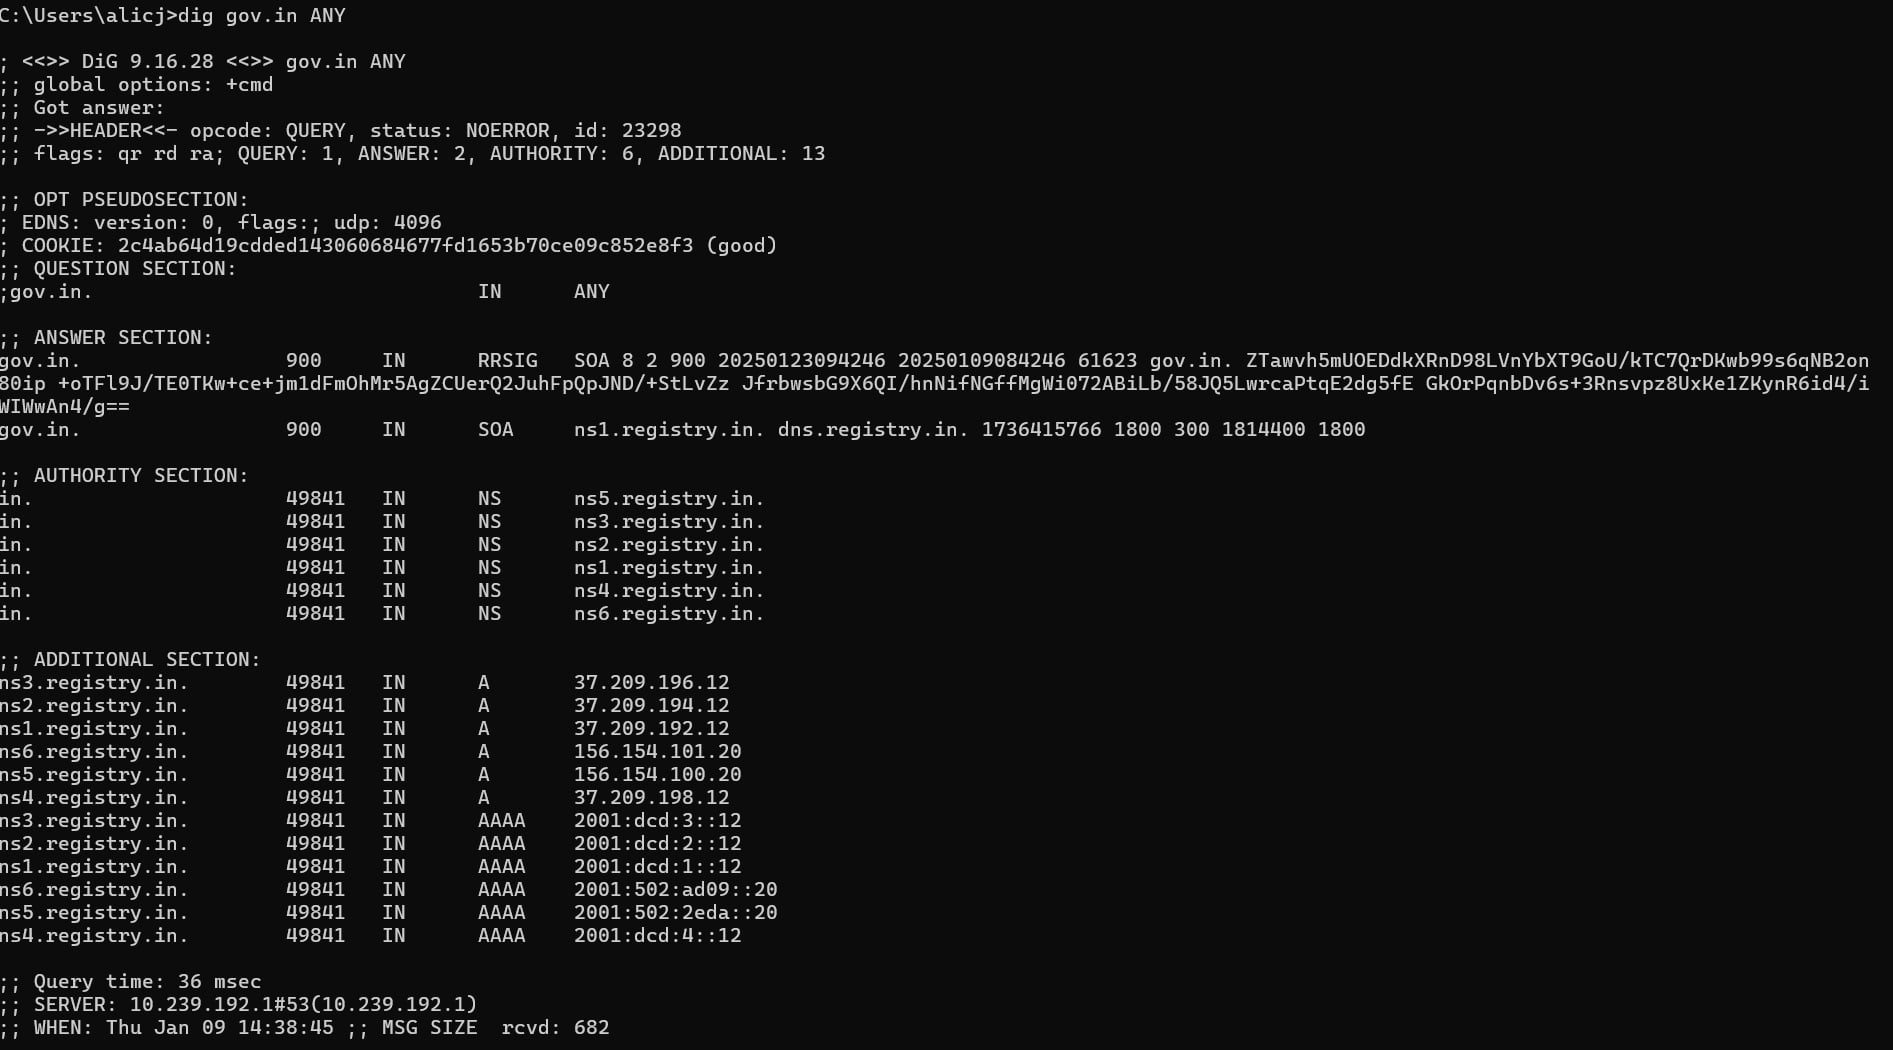 C:\Users\alicj>dig gov.in ANY
; <<>> DiG 9.16.28 <<>> gov.in ANY
;; global options: +cmd
;; Got answer:
;; ->>HEADER<<- opcode: QUERY, status: NOERROR, id: 23298
;; flags: qr rd ra; QUERY: 1, ANSWER: 2, AUTHORITY: 6, ADDITIONAL: 13
;; OPT PSEUDOSECTION:
; EDNS: version: 0, flags:; udp: 4096
; COOKIE: 2c4ab64d19cdded143060684677fd1653b70ce09c852e8f3 (good)
;; QUESTION SECTION:
;gov.in. IN ANY
;; ANSWER SECTION:
gov.in. 900 IN RRSIG SOA 8 2 900 20250123094246 20250109084246 61623 gov.in. ZTawvh5mUOEDdkXRnD98LVnYbXT9GoU/kTC7QrDKwb99s6qNB2on
80ip +oTFl9J/TE0TKw+ce+jm1dFmOhMr5AgZCUerQ2JuhFpQpJND/+StLvZz JfrbwsbG9X6QI/hnNifNGffMgWi072ABiLb/58JQ5LwrcaPtqE2dg5fE GkOrPqnbDv6s+3Rnsvpz8UxKe1ZKynR6id4/i
WIWwAn4/g==
gov.in. 900 IN SOA ns1.registry.in. dns.registry.in. 1736415766 1800 300 1814400 1800
;; AUTHORITY SECTION:
in. 49841 IN NS ns5.registry.in.
in. 49841 IN NS ns3.registry.in.
in. 49841 IN NS ns2.registry.in.
in. 49841 IN NS ns1.registry.in.
in. 49841 IN NS ns4.registry.in.
in. 49841 IN NS ns6.registry.in.
;; ADDITIONAL SECTION:
ns3.registry.in. 49841 IN A 37.209.196.12
ns2.registry.in. 49841 IN A 37.209.194.12
ns1.registry.in. 49841 IN A 37.209.192.12
ns6.registry.in. 49841 IN A 156.154.101.20
ns5.registry.in. 49841 IN A 156.154.100.20
ns4.registry.in. 49841 IN A 37.209.198.12
ns3.registry.in. 49841 IN AAAA 2001:dcd:3::12
ns2.registry.in. 49841 IN AAAA 2001:dcd:2::12
ns1.registry.in. 49841 IN AAAA 2001:dcd:1::12
ns6.registry.in. 49841 IN AAAA 2001:502:ad09::20
ns5.registry.in. 49841 IN AAAA 2001:502:2eda::20
ns4.registry.in. 49841 IN AAAA 2001:dcd:4::12
;; Query time: 36 msec
;; SERVER: 10.239.192.1#53(10.239.192.1)
;; WHEN: Thu Jan 09 14:38:45 ;; MSG SIZE rcvd: 682